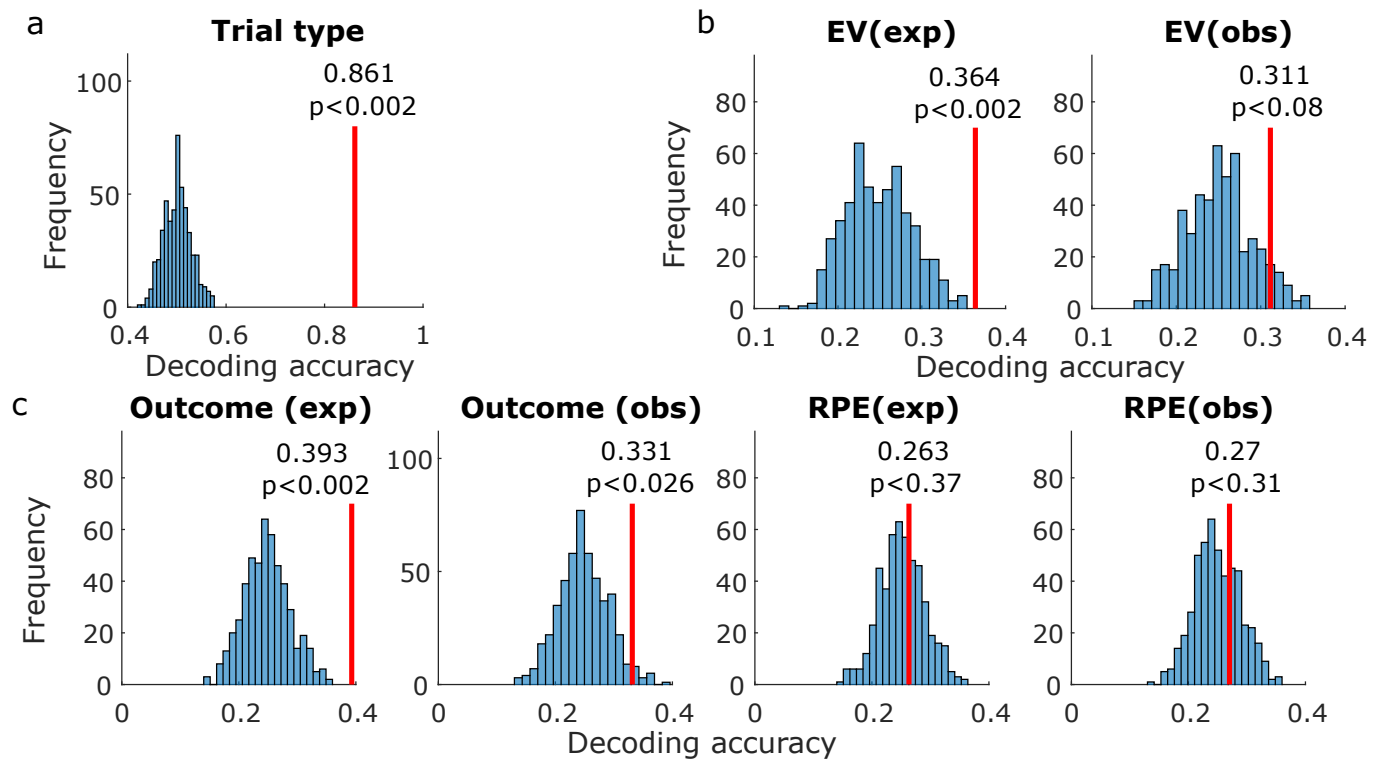 a
Trial type
0.861
p<0.002
100
50
0
Frequency
0.4 0.6 0.8 1
Decoding accuracy
b
EV(exp)
0.364
p<0.002
80
60
40
20
0
Frequency
0.1 0.2 0.3 0.4
EV(obs)
0.311
p<0.08
80
60
40
20
0
0.1 0.2 0.3 0.4
Decoding accuracy
c
Outcome (exp)
0.393
p<0.002
80
60
40
20
0
Frequency
0 0.2 0.4
Outcome (obs)
0.331
p<0.026
100
50
0
0 0.2 0.4
RPE(exp)
0.263
p<0.37
80
60
40
20
0
0 0.2 0.4
RPE(obs)
0.27
p<0.31
80
60
40
20
0
0 0.2 0.4
Decoding accuracy